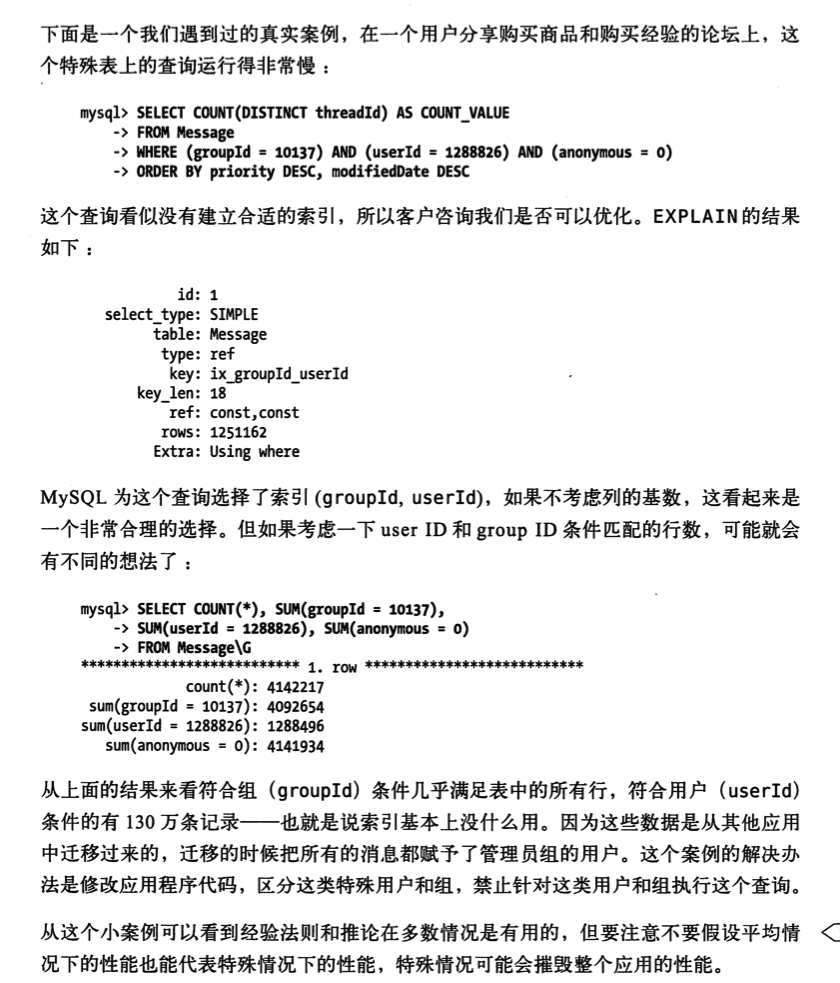 下面是一个我们遇到过的真实案例，在一个用户分享购买商品和购买经验的论坛上，这
个特殊表上的查询运行得非常慢：
mysql> SELECT COUNT(DISTINCT threadId) AS COUNT_VALUE
-> FROM Message
-> WHERE (groupId = 10137) AND (userId = 1288826) AND (anonymous = 0)
-> ORDER BY priority DESC, modifiedDate DESC
这个查询看似没有建立合适的索引，所以客户咨询我们是否可以优化。EXPLAIN的结果
如下：
id: 1
select_type: SIMPLE
table: Message
type: ref
key: ix_groupId_userId
key_len: 18
ref: const,const
rows: 1251162
Extra: Using where
MySQL 为这个查询选择了索引 (groupId, userId)，如果不考虑列的基数，这看起来是
一个非常合理的选择。但如果考虑一下 user ID 和 group ID 条件匹配的行数，可能就会
有不同的想法了：
mysql> SELECT COUNT(*), SUM(groupId = 10137),
-> SUM(userId = 1288826), SUM(anonymous = 0)
-> FROM Message\G
*************************** 1. row ***************************
count(*): 4142217
sum(groupId = 10137): 4092654
sum(userId = 1288826): 1288496
sum(anonymous = 0): 4141934
从上面的结果来看符合组（groupId）条件几乎满足表中的所有行，符合用户（userId）
条件的有 130 万条记录——也就是说索引基本上没什么用。因为这些数据是从其他应用
中迁移过来的，迁移的时候把所有的消息都赋予了管理员组的用户。这个案例的解决办
法是修改应用程序代码，区分这类特殊用户和组，禁止针对这类用户和组执行这个查询。
从这个小案例可以看到经验法则和推论在多数情况是有用的，但要注意不要假设平均情
况下的性能也能代表特殊情况下的性能，特殊情况可能会摧毁整个应用的性能。